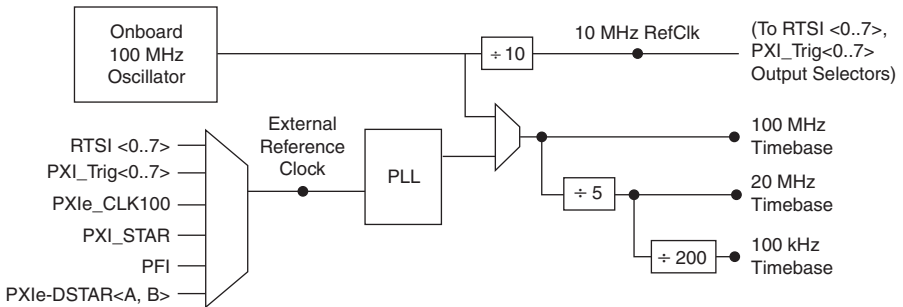 Onboard
100 MHz
Oscillator
÷ 10
10 MHz RefClk
(To RTSI <0..7>,
PXI_Trig<0..7>
Output Selectors)
RTSI <0..7>
PXI_Trig<0..7>
PXIe_CLK100
PXI_STAR
PFI
PXIe-DSTAR<A, B>
External
Reference
Clock
PLL
100 MHz
Timebase
÷ 5
20 MHz
Timebase
÷ 200
100 kHz
Timebase